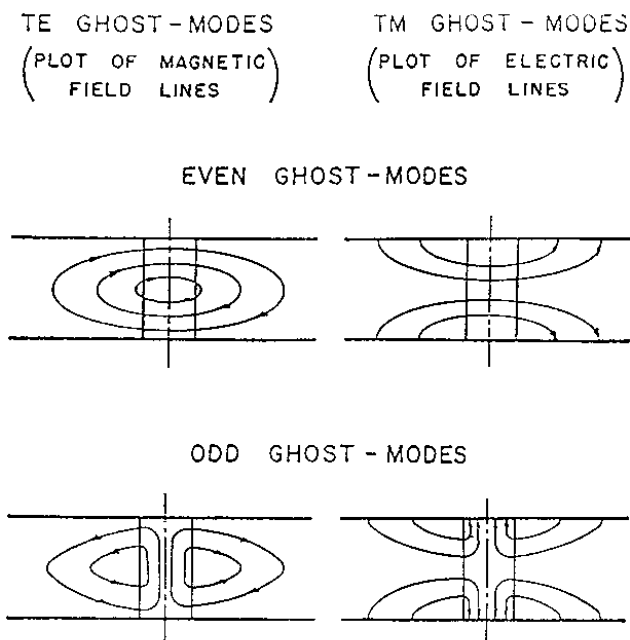 TE GHOST-MODES
(PLOT OF MAGNETIC
FIELD LINES)
TM GHOST-MODES
(PLOT OF ELECTRIC
FIELD LINES)
EVEN GHOST-MODES
ODD GHOST-MODES